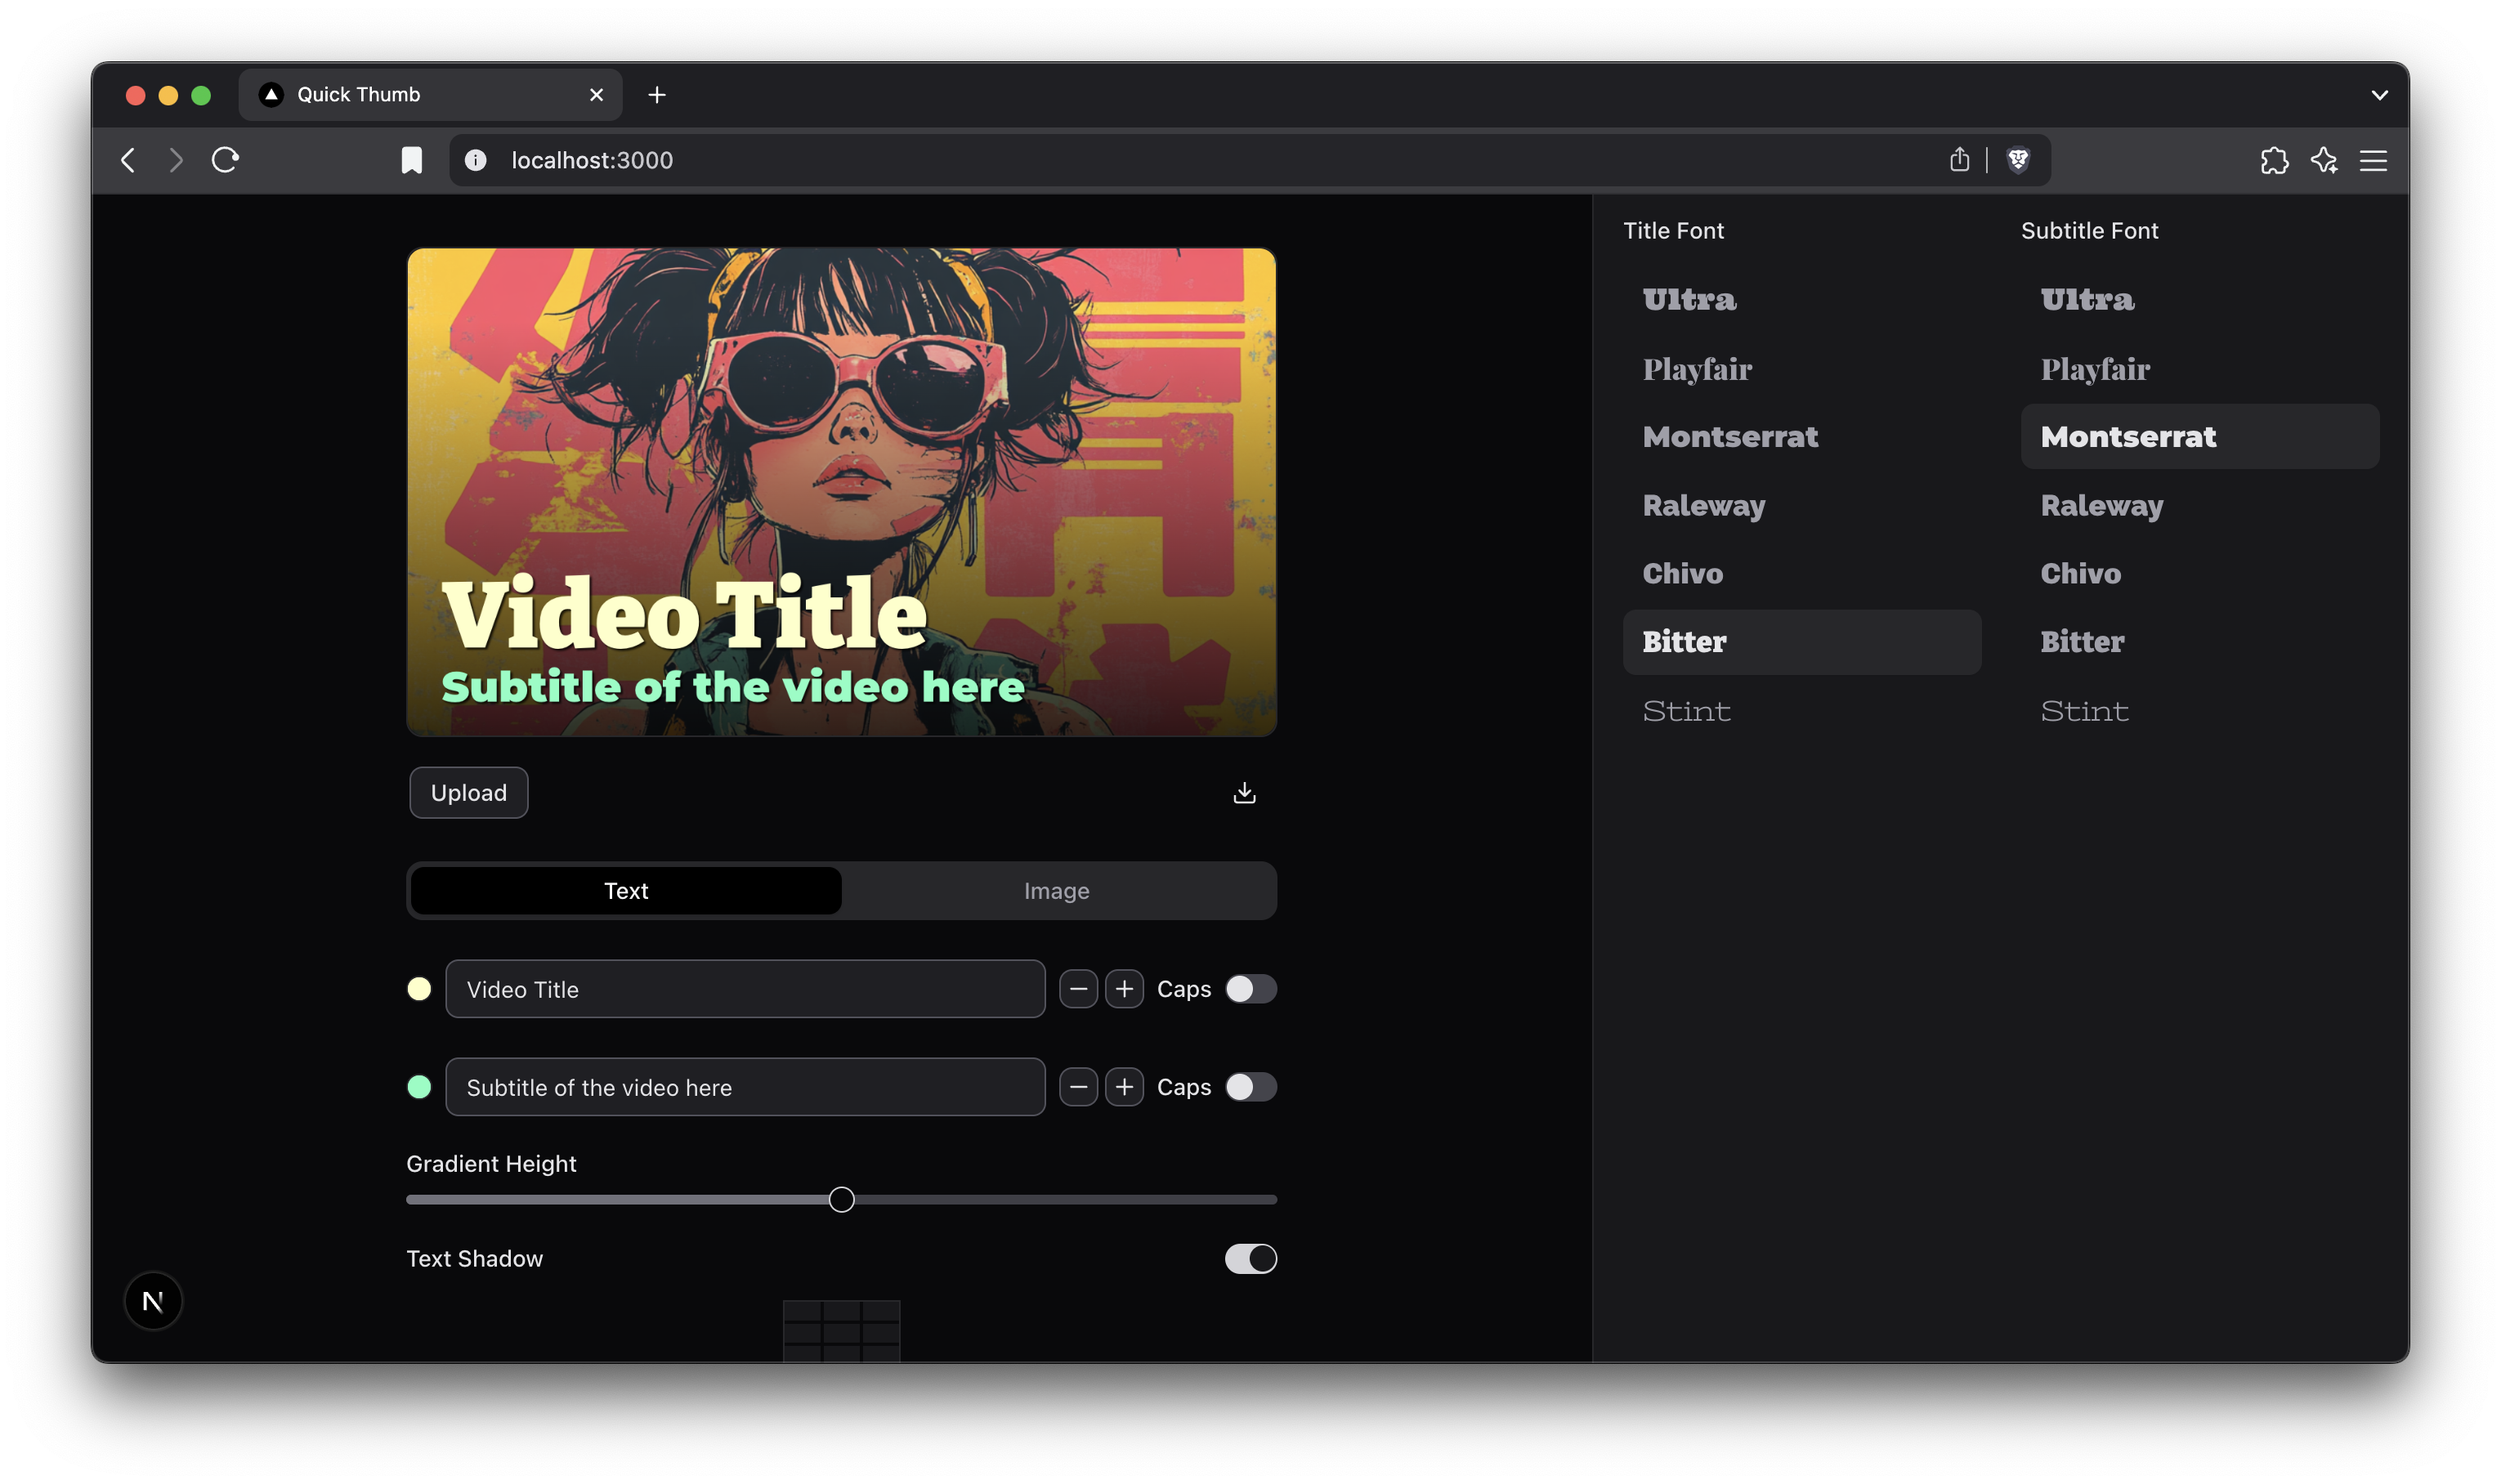 Quick Thumb
localhost:3000
Video Title
Subtitle of the video here
Upload
Text
Image
Video Title
Caps
Subtitle of the video here
Caps
Gradient Height
Text Shadow
N
Title Font
Ultra
Playfair
Montserrat
Raleway
Chivo
Bitter
Stint
Subtitle Font
Ultra
Playfair
Montserrat
Raleway
Chivo
Bitter
Stint